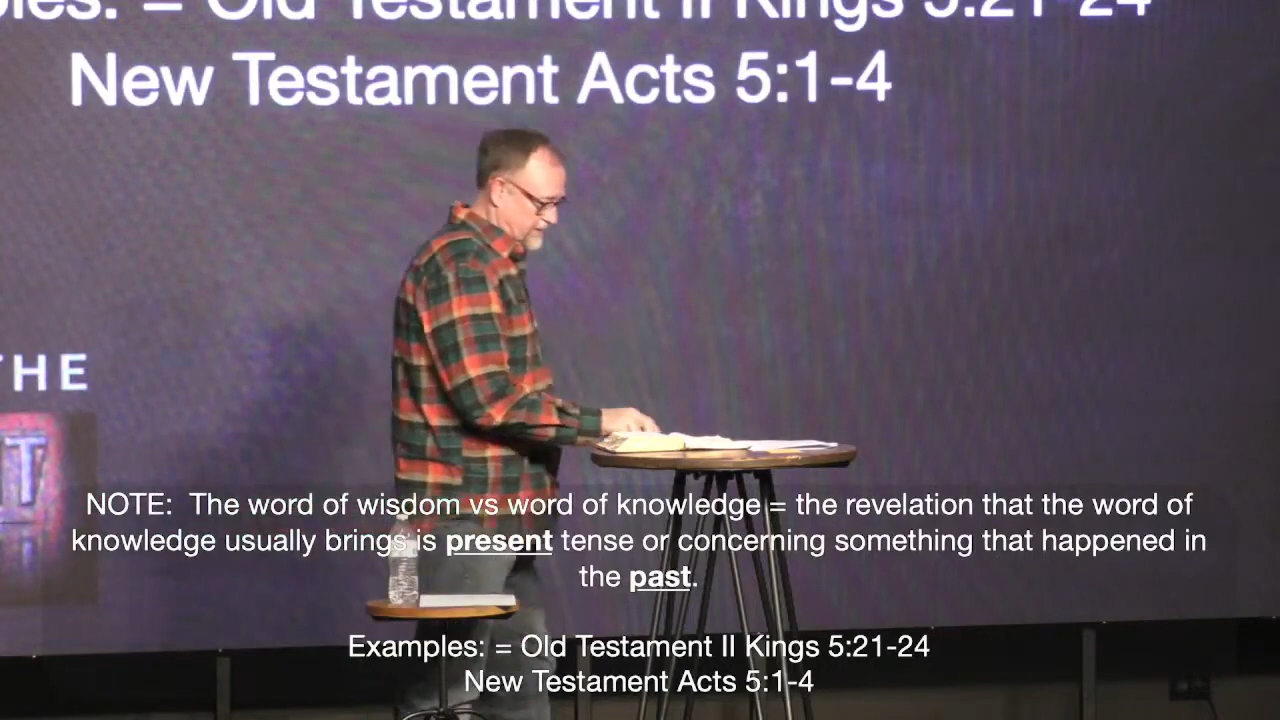 Old Testament II Kings 5:21-24
New Testament Acts 5:1-4
THE
NOTE:  The word of wisdom vs word of knowledge = the revelation that the word of
knowledge usually brings is present tense or concerning something that happened in
the past.
Examples: = Old Testament II Kings 5:21-24
New Testament Acts 5:1-4